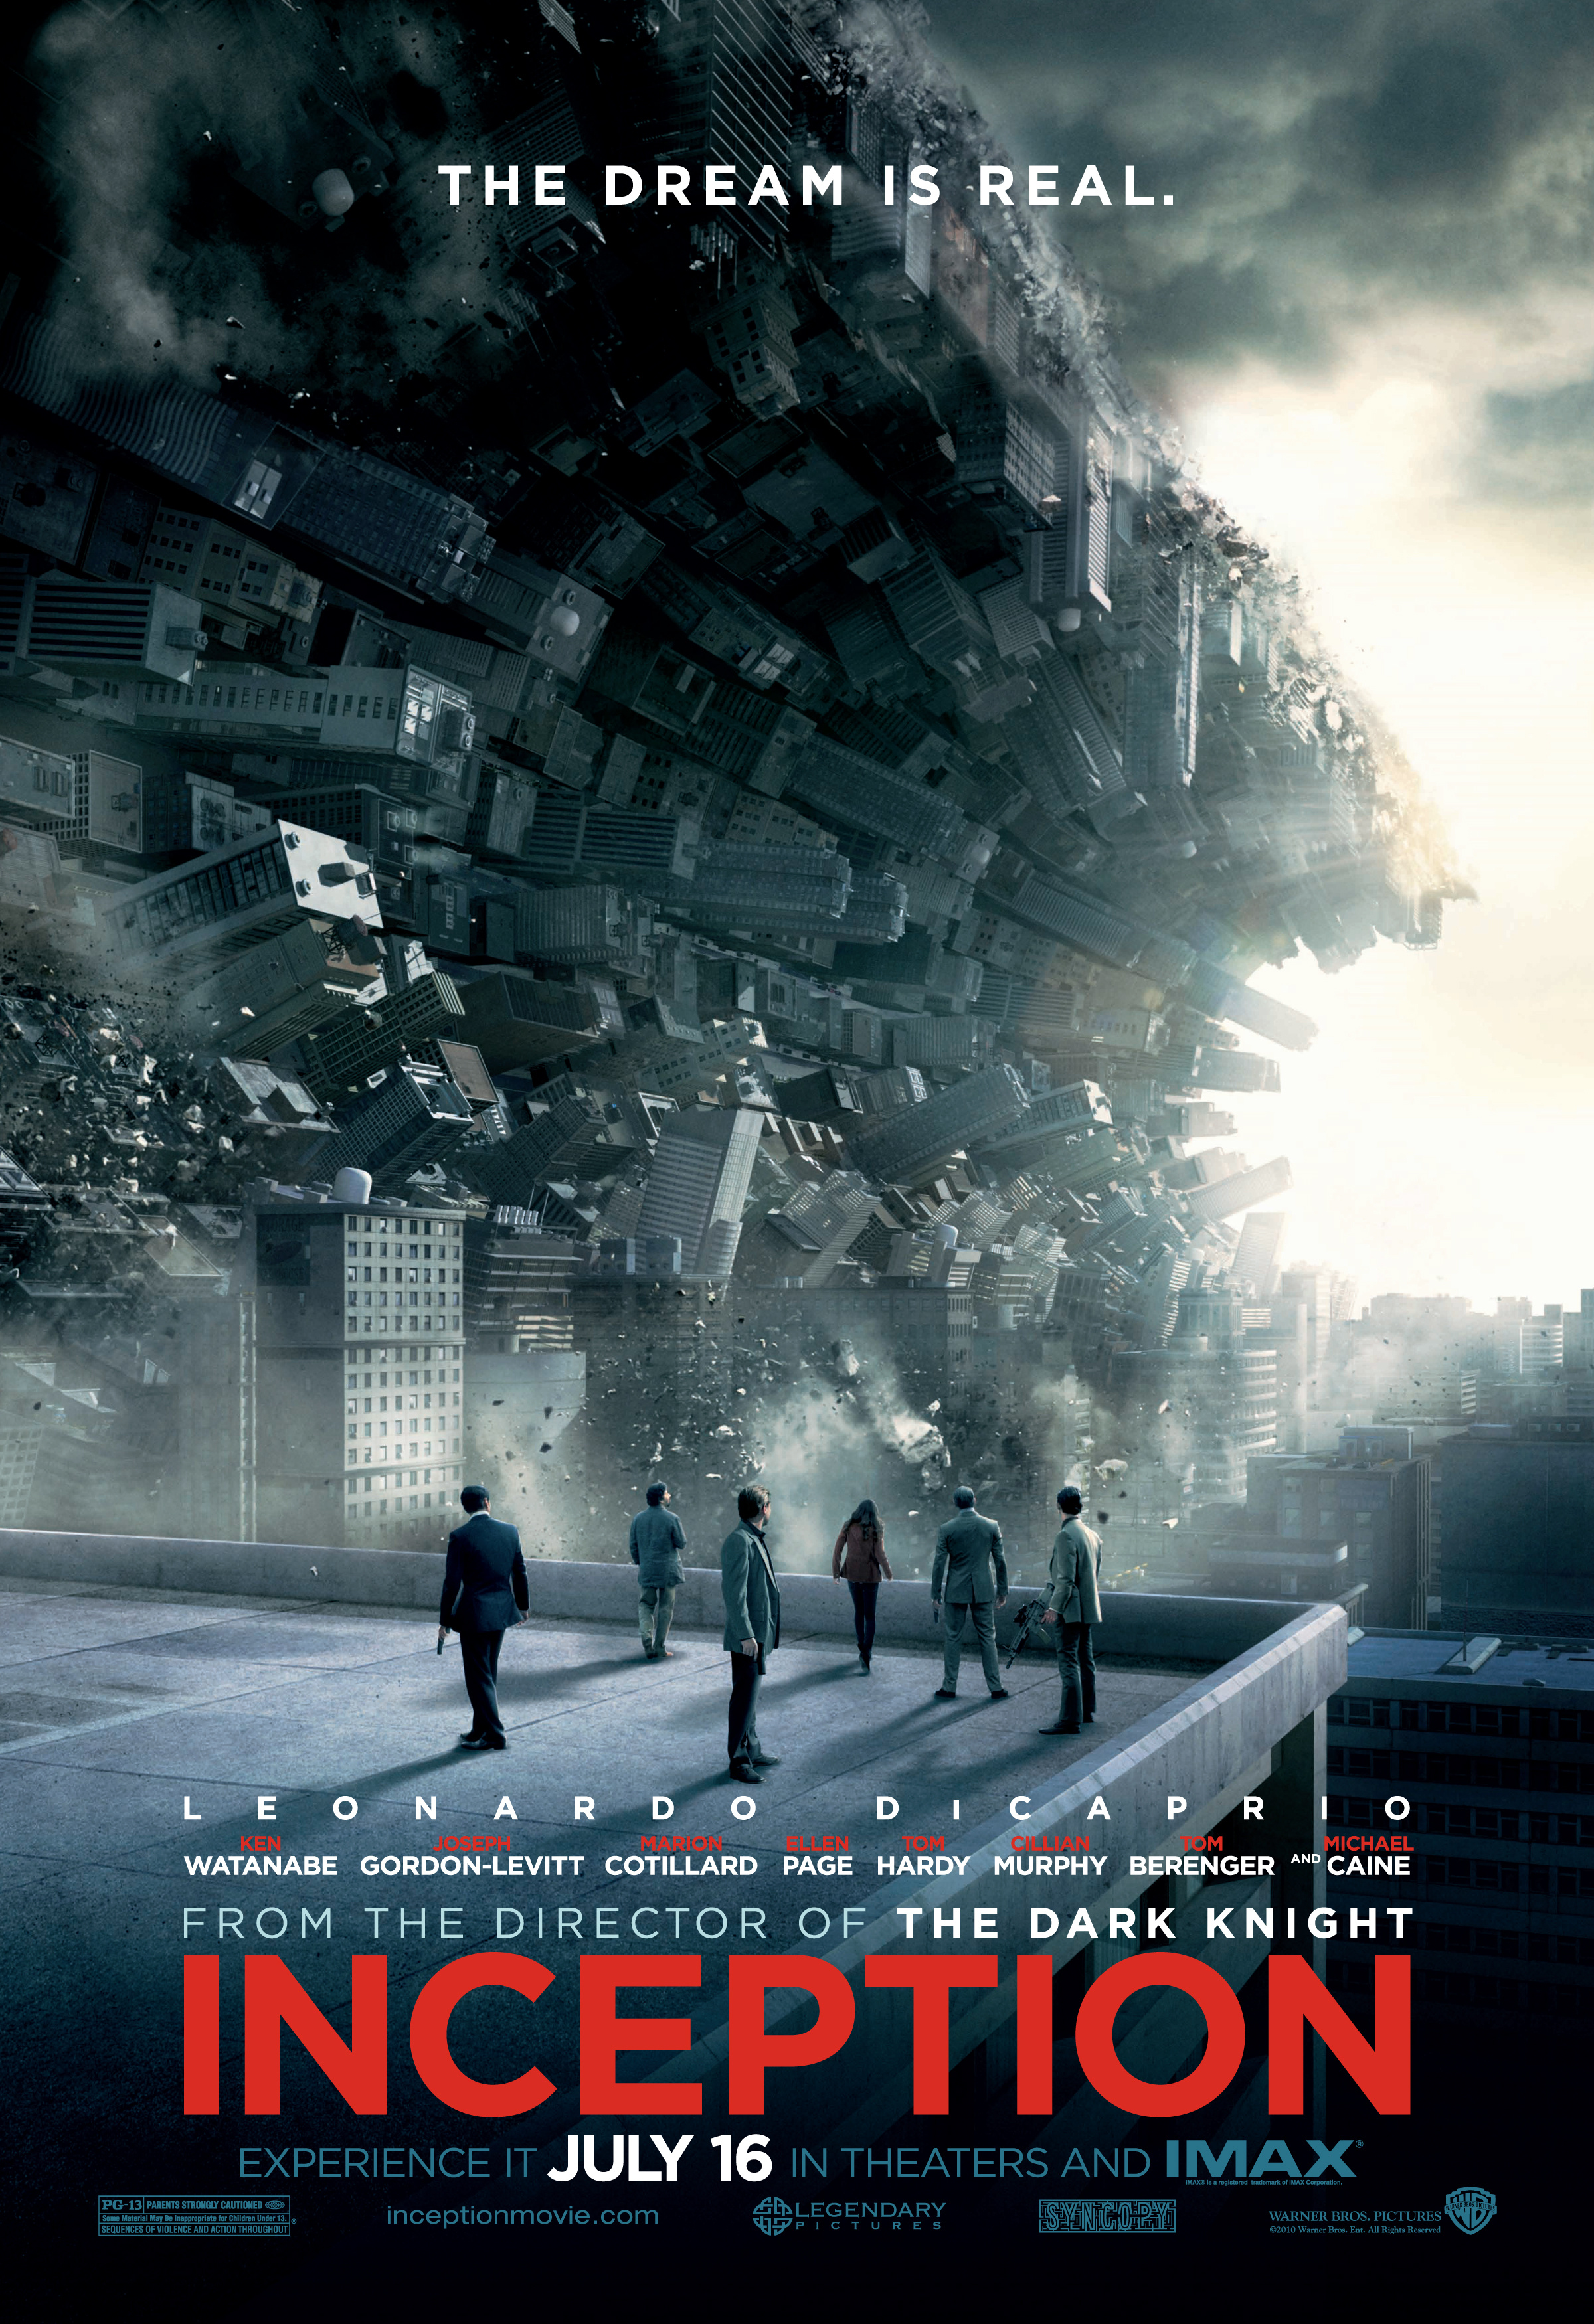 THE DREAM IS REAL.
LEONARDO DiCAPRIO
KEN WATANABE JOSEPH GORDON-LEVITT MARION COTILLARD ELLEN PAGE TOM HARDY CILLIAN MURPHY TOM BERENGER AND MICHAEL CAINE
FROM THE DIRECTOR OF THE DARK KNIGHT
INCEPTION
EXPERIENCE IT JULY 16 IN THEATERS AND IMAX®
IMAX® is a registered trademark of IMAX Corporation.
PG-13 PARENTS STRONGLY CAUTIONED
Some Material May Be Inappropriate for Children Under 13.
SEQUENCES OF VIOLENCE AND ACTION THROUGHOUT
®
inceptionmovie.com
LEGENDARY
PICTURES
SYNCOPY
WARNER BROS. PICTURES
©2010 Warner Bros. Ent. All Rights Reserved
WB